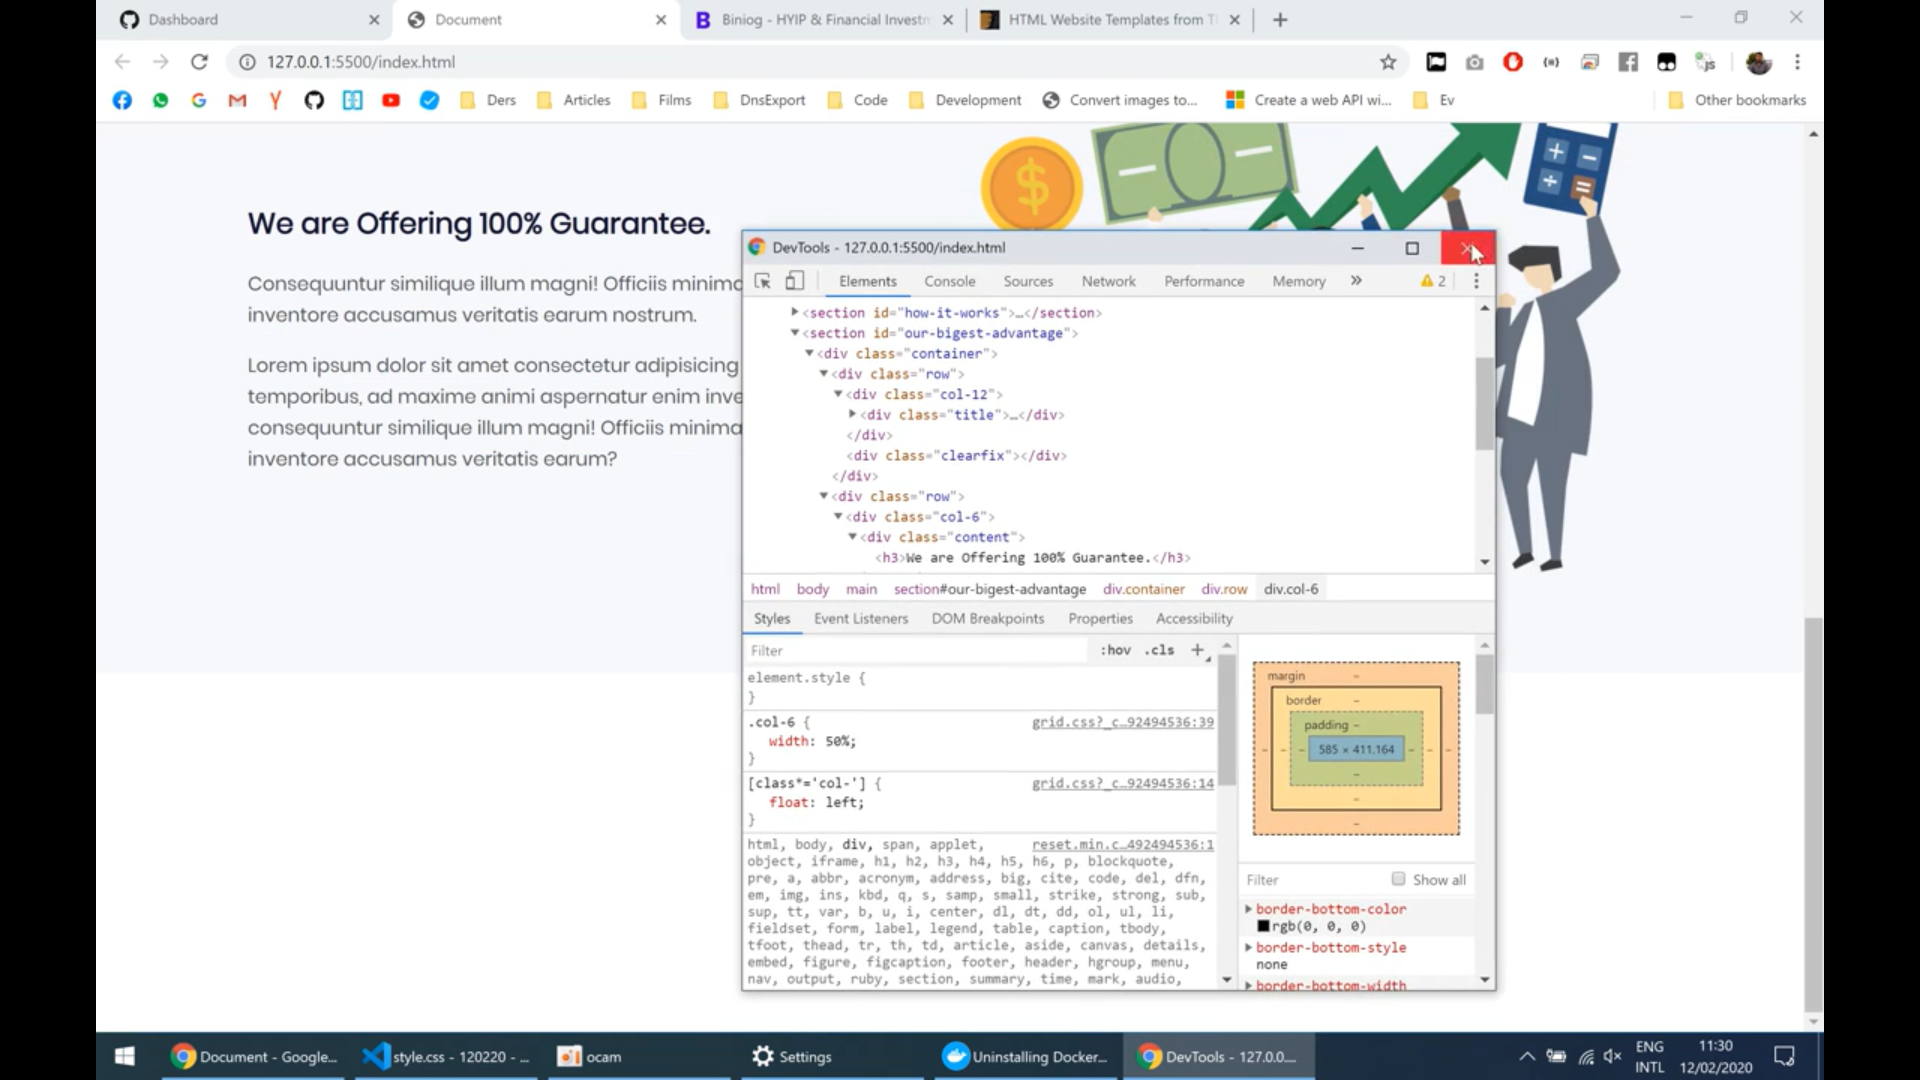 Dashboard
Document
Biniog - HYIP & Financial Investm
HTML Website Templates from T
127.0.0.1:5500/index.html
Ders
Articles
Films
DnsExport
Code
Development
Convert images to...
Create a web API wi...
Ev
Other bookmarks
We are Offering 100% Guarantee.
Consequuntur similique illum magni! Officiis minima
inventore accusamus veritatis earum nostrum.
Lorem ipsum dolor sit amet consectetur adipisicing
temporibus, ad maxime animi aspernatur enim inve
consequuntur similique illum magni! Officiis minima
inventore accusamus veritatis earum?
DevTools - 127.0.0.1:5500/index.html
Elements Console Sources Network Performance Memory » 2
<section id="how-it-works">…</section>
<section id="our-bigest-advantage">
<div class="container">
<div class="row">
<div class="col-12">
<div class="title">…</div>
</div>
<div class="clearfix"></div>
</div>
<div class="row">
<div class="col-6">
<div class="content">
<h3>We are Offering 100% Guarantee.</h3>
html body main section#our-bigest-advantage div.container div.row div.col-6
Styles Event Listeners DOM Breakpoints Properties Accessibility
Filter :hov .cls +
element.style {
}
.col-6 { grid.css?_c…92494536:39
width: 50%;
}
[class*='col-'] { grid.css?_c…92494536:14
float: left;
}
html, body, div, span, applet, reset.min.c…492494536:1
object, iframe, h1, h2, h3, h4, h5, h6, p, blockquote,
pre, a, abbr, acronym, address, big, cite, code, del, dfn,
em, img, ins, kbd, q, s, samp, small, strike, strong, sub,
sup, tt, var, b, u, i, center, dl, dt, dd, ol, ul, li,
fieldset, form, label, legend, table, caption, tbody,
tfoot, thead, tr, th, td, article, aside, canvas, details,
embed, figure, figcaption, footer, header, hgroup, menu,
nav, output, ruby, section, summary, time, mark, audio,
margin -
border -
padding -
585 × 411.164
Filter Show all
border-bottom-color
rgb(0, 0, 0)
border-bottom-style
none
border-bottom-width
Document - Google...
style.css - 120220 - ...
ocam
Settings
Uninstalling Docker...
DevTools - 127.0.0....
ENG
INTL
11:30
12/02/2020